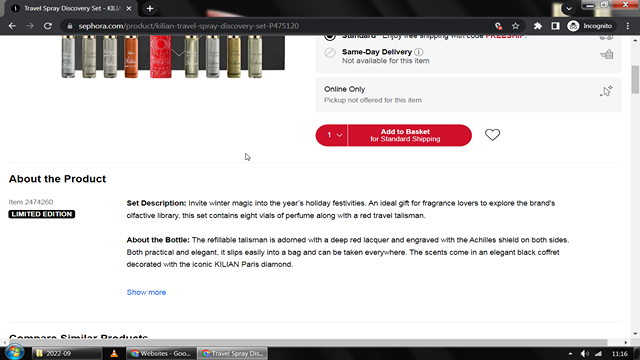 Travel Spray Discovery Set - KILIAN
sephora.com/product/kilian-travel-spray-discovery-set-P475120
Incognito
Standard
Enjoy free shipping with code FREESHIP.
Same-Day Delivery
Not available for this item
Online Only
Pickup not offered for this item
1
Add to Basket
for Standard Shipping
About the Product
Item 2474260
LIMITED EDITION
Set Description: Invite winter magic into the year's holiday festivities. An ideal gift for fragrance lovers to explore the brand's
olfactive library, this set contains eight vials of perfume along with a red travel talisman.
About the Bottle: The refillable talisman is adorned with a deep red lacquer and engraved with the Achilles shield on both sides.
Both practical and elegant, it slips easily into a bag and can be taken everywhere. The scents come in an elegant black coffret
decorated with the iconic KILIAN Paris diamond.
Show more
Compare Similar Products
2022-09
Websites - Goo...
Travel Spray Dis...
11:16